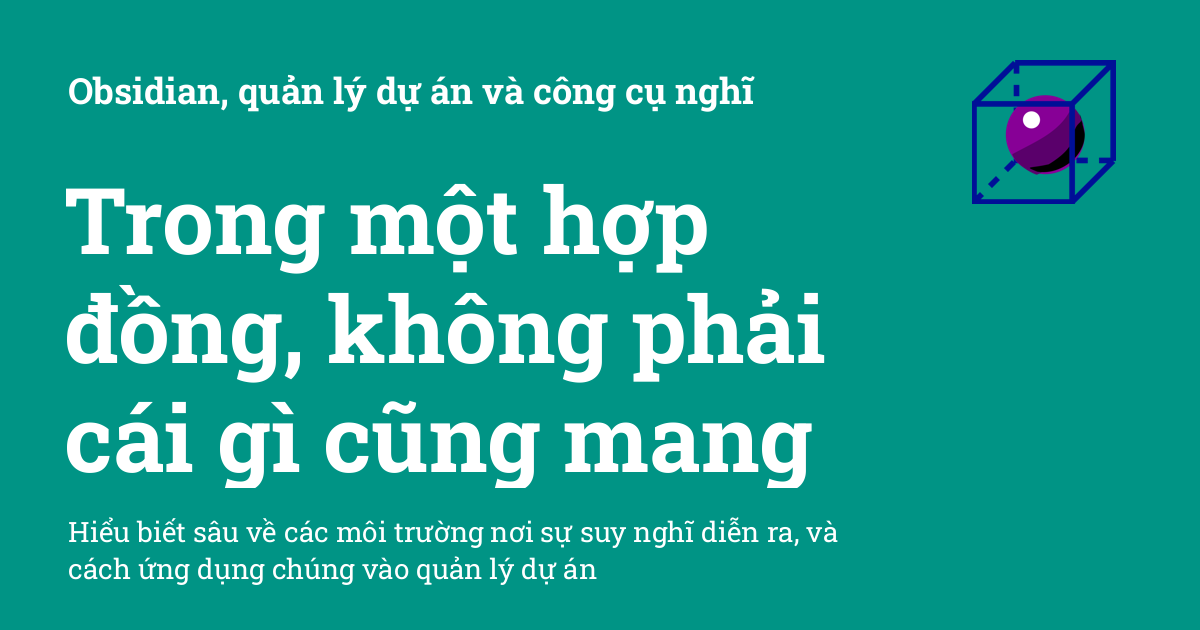 Obsidian, quản lý dự án và công cụ nghĩ
Trong một hợp
đồng, không phải
cái gì cũng mang
Hiểu biết sâu về các môi trường nơi sự suy nghĩ diễn ra, và
cách ứng dụng chúng vào quản lý dự án